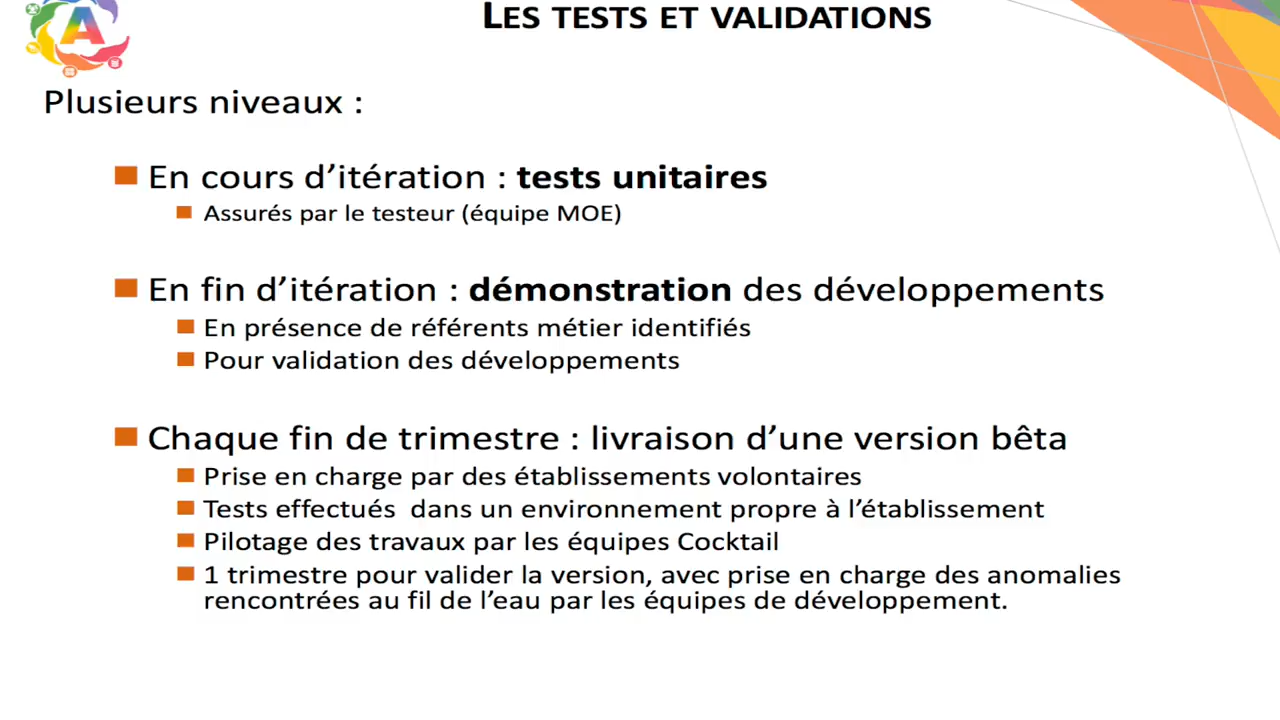 LES TESTS ET VALIDATIONS
A
Plusieurs niveaux :
En cours d’itération : tests unitaires
Assurés par le testeur (équipe MOE)
En fin d’itération : démonstration des développements
En présence de référents métier identifiés
Pour validation des développements
Chaque fin de trimestre : livraison d’une version bêta
Prise en charge par des établissements volontaires
Tests effectués  dans un environnement propre à l’établissement
Pilotage des travaux par les équipes Cocktail
1 trimestre pour valider la version, avec prise en charge des anomalies
rencontrées au fil de l’eau par les équipes de développement.